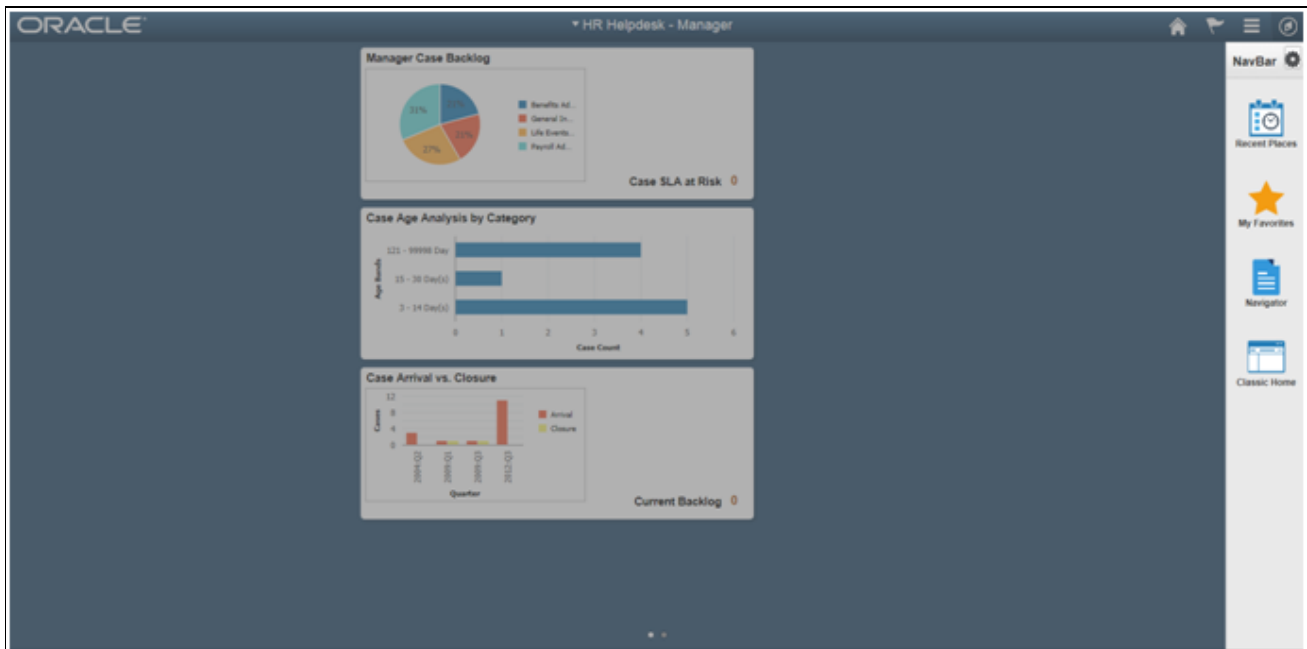 ORACLE
HR Helpdesk - Manager
NavBar
Manager Case Backlog
31%
21%
21%
27%
Benefits Ad...
General In...
Life Events...
Payroll Ad...
Case SLA at Risk 0
Case Age Analysis by Category
Age Bands
121 - 99998 Day
15 - 30 Day(s)
3 - 14 Day(s)
0 1 2 3 4 5 6
Case Count
Case Arrival vs. Closure
Cases
12
8
4
0
Arrival
Closure
2004:Q2 2009:Q1 2009:Q3 2012:Q3
Quarter
Current Backlog 0
Recent Places
My Favorites
Navigator
Classic Home